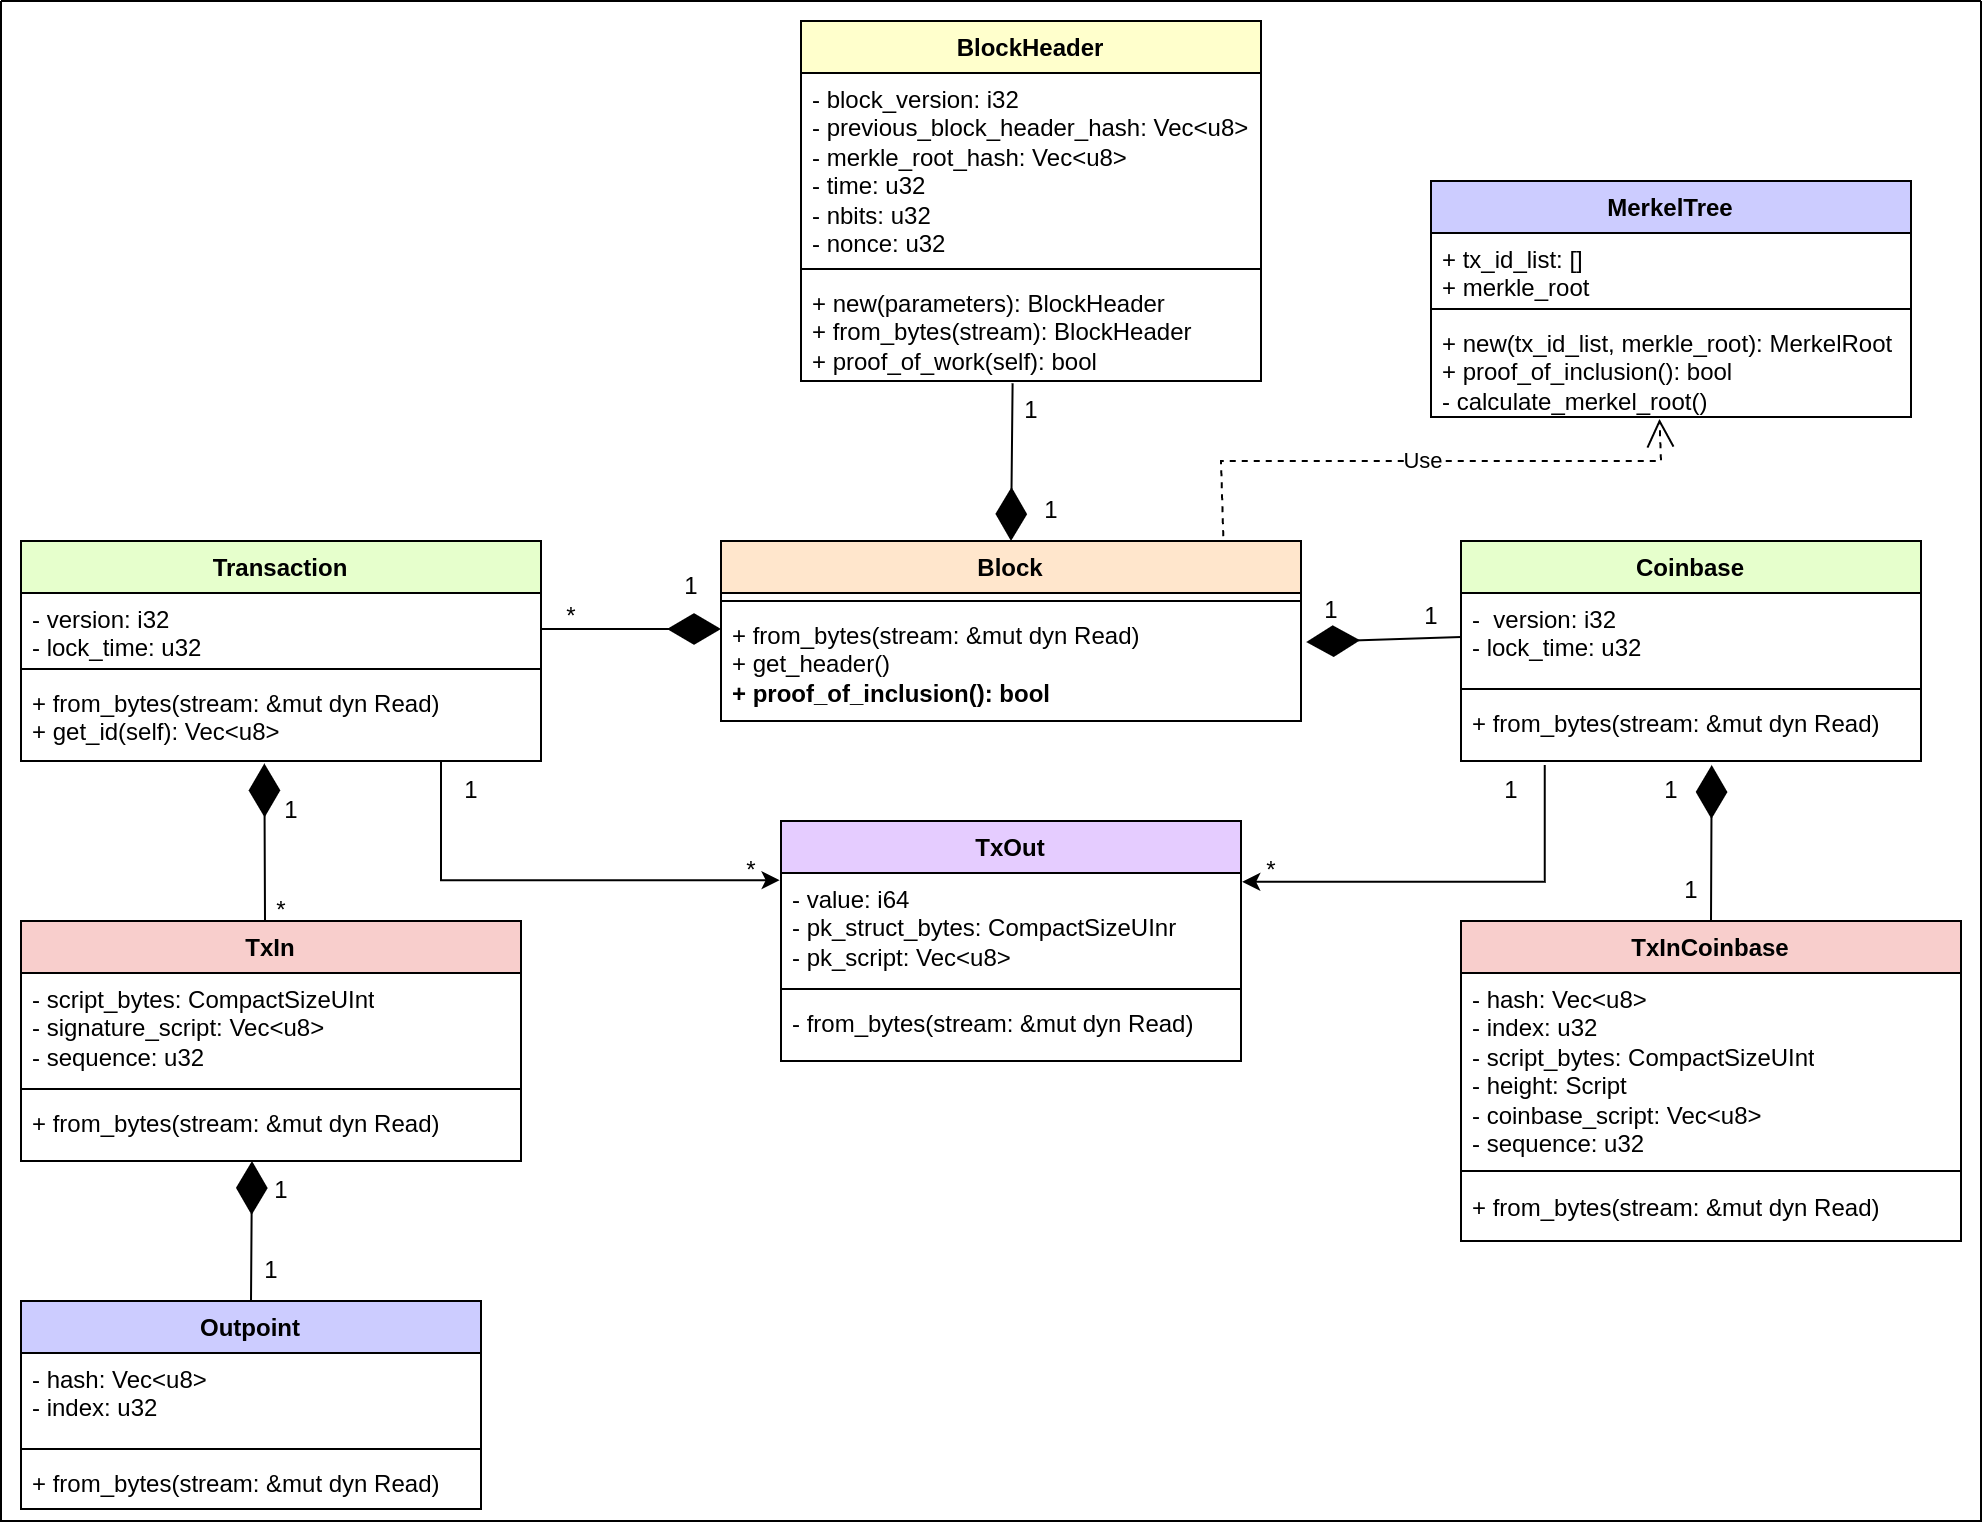 BlockHeader
- block_version: i32
- previous_block_header_hash: Vec<u8>
- merkle_root_hash: Vec<u8>
- time: u32
- nbits: u32
- nonce: u32
+ new(parameters): BlockHeader
+ from_bytes(stream): BlockHeader
+ proof_of_work(self): bool
MerkelTree
+ tx_id_list: []
+ merkle_root
+ new(tx_id_list, merkle_root): MerkelRoot
+ proof_of_inclusion(): bool
- calculate_merkel_root()
1
Use
1
Transaction
- version: i32
- lock_time: u32
+ from_bytes(stream: &mut dyn Read)
+ get_id(self): Vec<u8>
*
1
Block
+ from_bytes(stream: &mut dyn Read)
+ get_header()
+ proof_of_inclusion(): bool
1
1
Coinbase
-  version: i32
- lock_time: u32
+ from_bytes(stream: &mut dyn Read)
1
1
*
*
TxOut
- value: i64
- pk_struct_bytes: CompactSizeUInr
- pk_script: Vec<u8>
- from_bytes(stream: &mut dyn Read)
*
1
1
1
TxIn
- script_bytes: CompactSizeUInt
- signature_script: Vec<u8>
- sequence: u32
+ from_bytes(stream: &mut dyn Read)
TxInCoinbase
- hash: Vec<u8>
- index: u32
- script_bytes: CompactSizeUInt
- height: Script
- coinbase_script: Vec<u8>
- sequence: u32
+ from_bytes(stream: &mut dyn Read)
1
1
Outpoint
- hash: Vec<u8>
- index: u32
+ from_bytes(stream: &mut dyn Read)